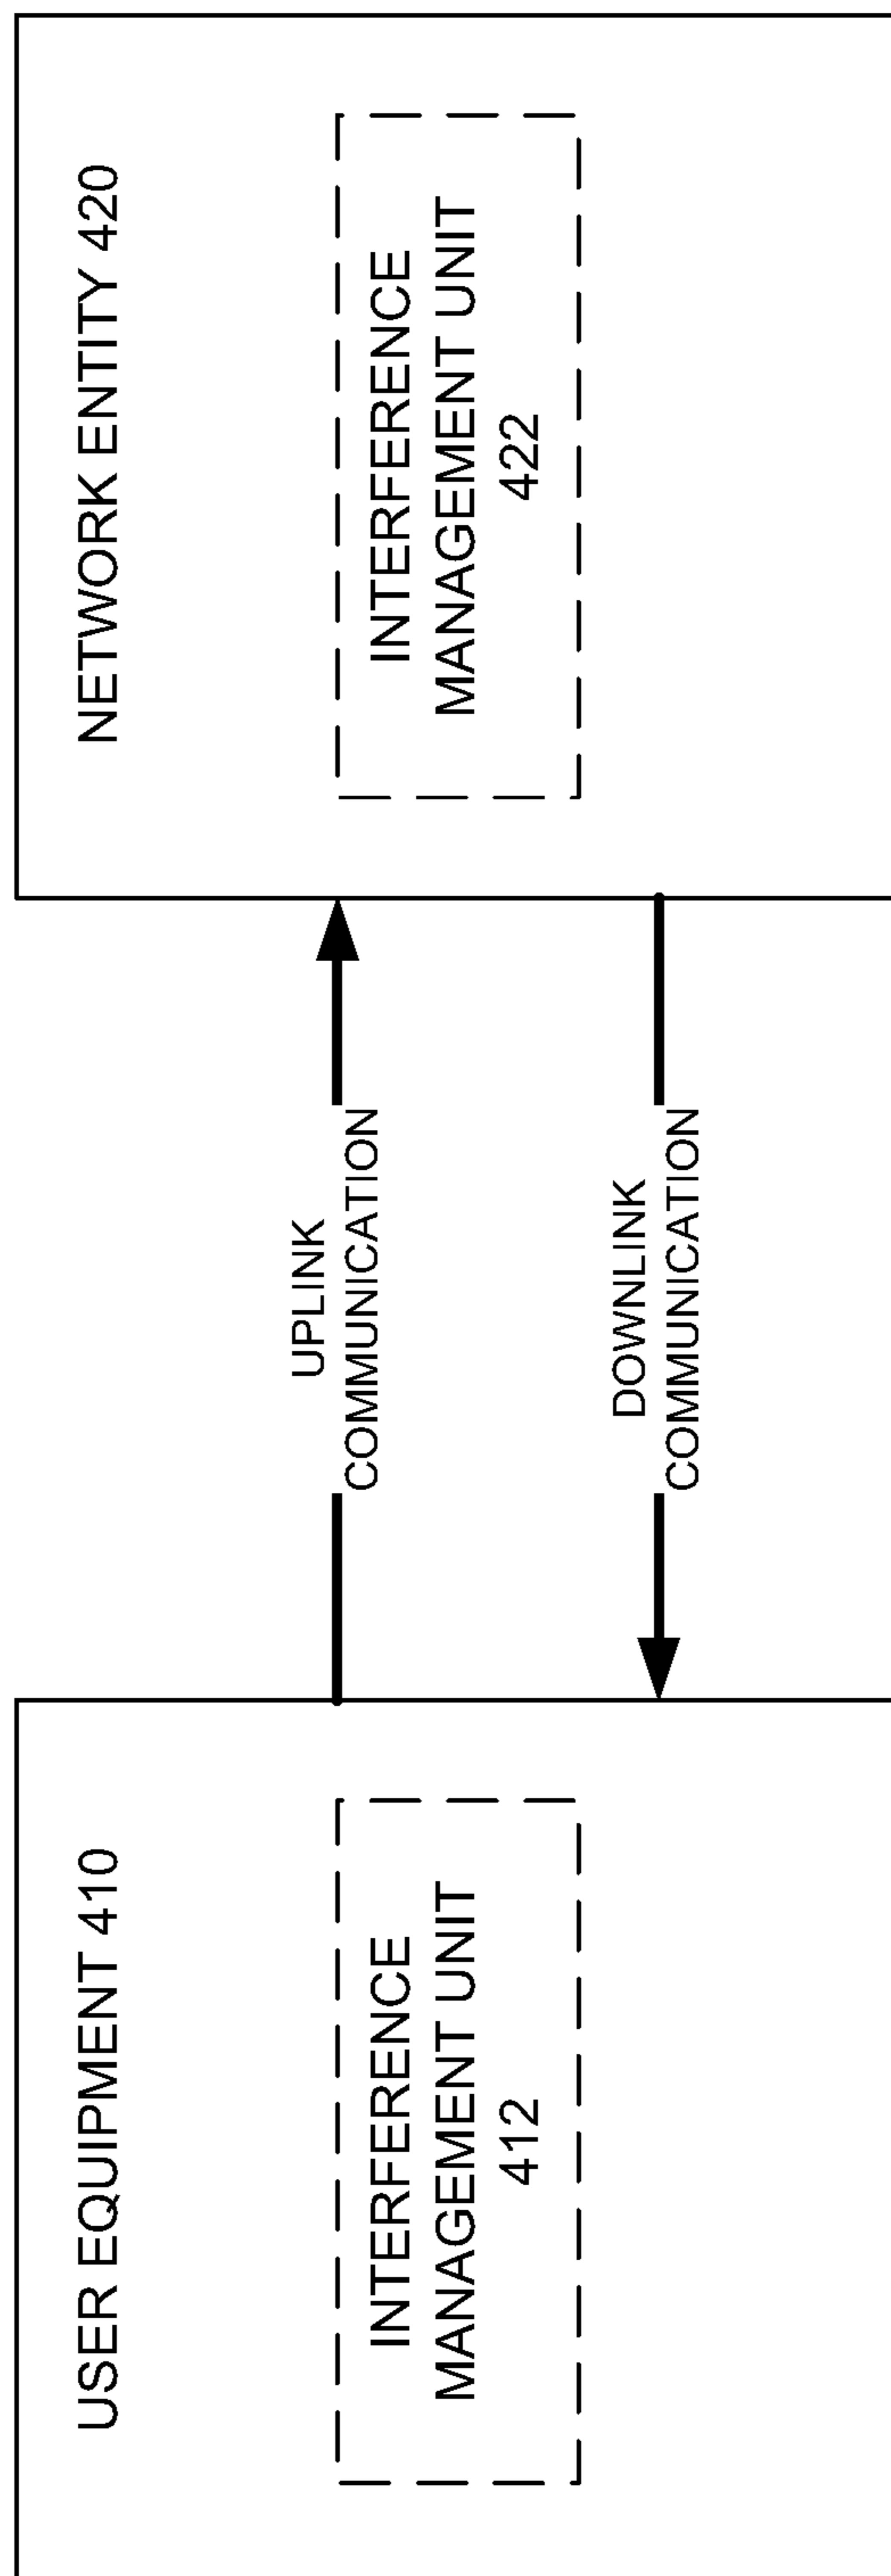 USER EQUIPMENT 410
INTERFERENCE
MANAGEMENT UNIT
412
UPLINK
COMMUNICATION
DOWNLINK
COMMUNICATION
NETWORK ENTITY 420
INTERFERENCE
MANAGEMENT UNIT
422